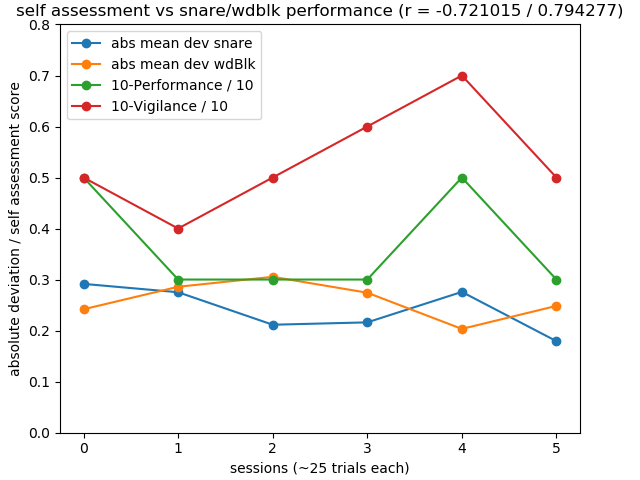 self assessment vs snare/wdblk performance (r = -0.721015 / 0.794277)
absolute deviation / self assessment score
0.8
0.7
0.6
0.5
0.4
0.3
0.2
0.1
0.0
abs mean dev snare
abs mean dev wdBlk
10-Performance / 10
10-Vigilance / 10
0 1 2 3 4 5
sessions (~25 trials each)